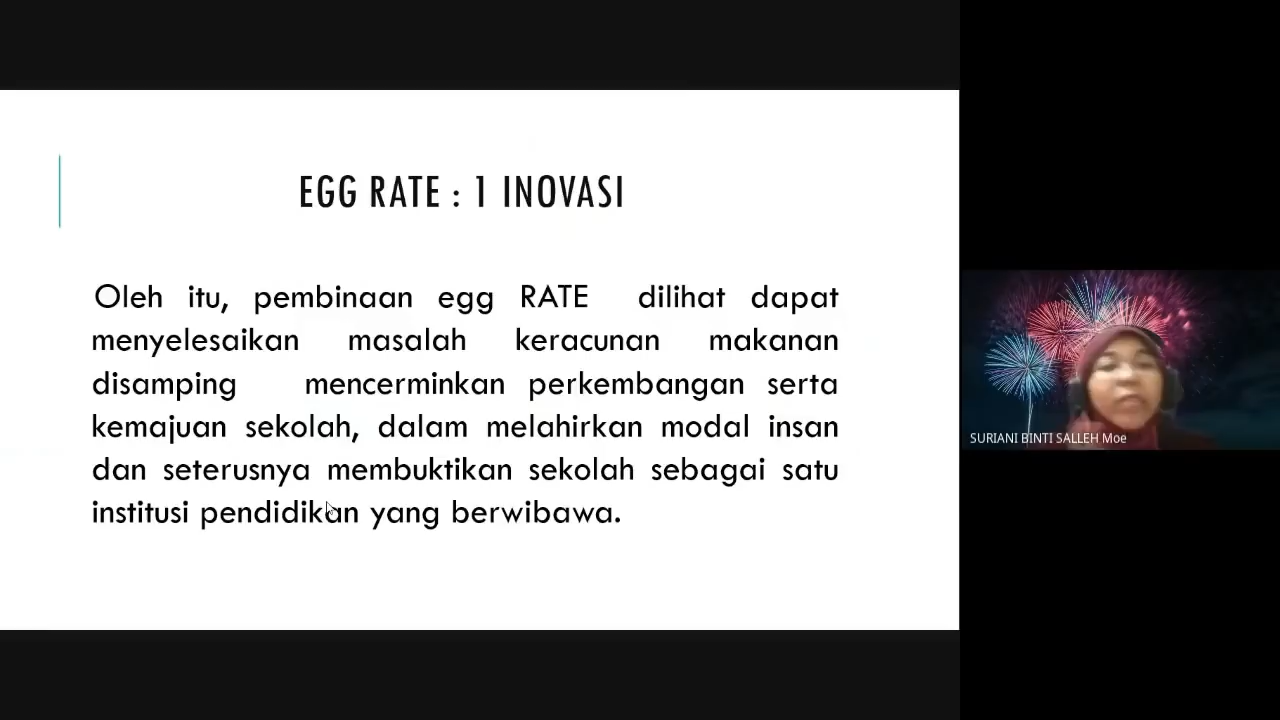 EGG RATE : 1 INOVASI
Oleh itu, pembinaan egg RATE dilihat dapat
menyelesaikan masalah keracunan makanan
disamping mencerminkan perkembangan serta
kemajuan sekolah, dalam melahirkan modal insan
dan seterusnya membuktikan sekolah sebagai satu
institusi pendidikan yang berwibawa.
SURIANI BINTI SALLEH Moe